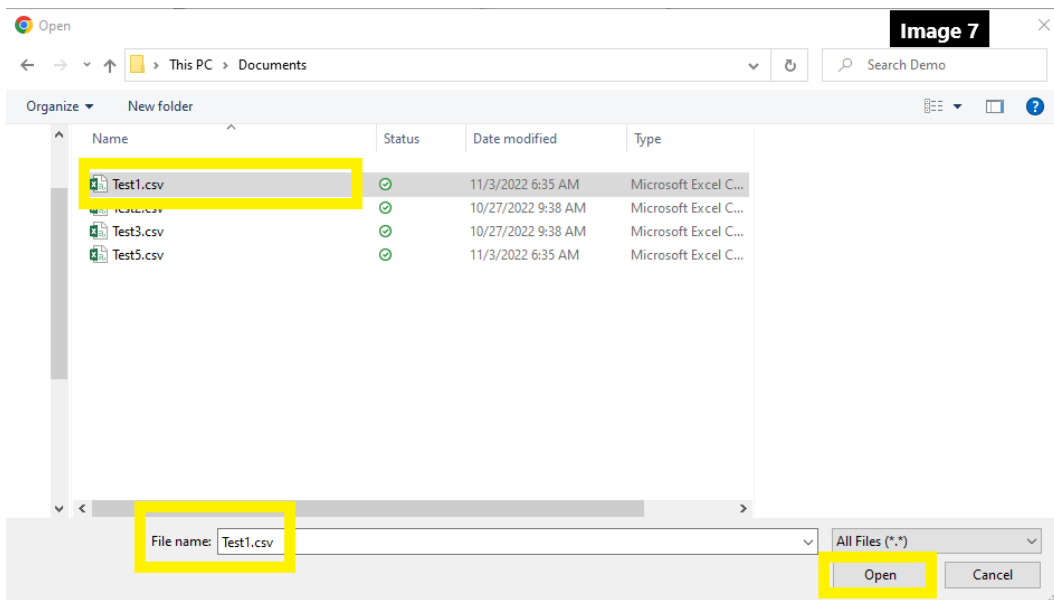 Open
Image 7
This PC > Documents
Search Demo
Organize
New folder
Name Status Date modified Type
Test1.csv 11/3/2022 6:35 AM Microsoft Excel C...
Test2.csv 10/27/2022 9:38 AM Microsoft Excel C...
Test3.csv 10/27/2022 9:38 AM Microsoft Excel C...
Test5.csv 11/3/2022 6:35 AM Microsoft Excel C...
File name: Test1.csv All Files (*.*)
Open Cancel